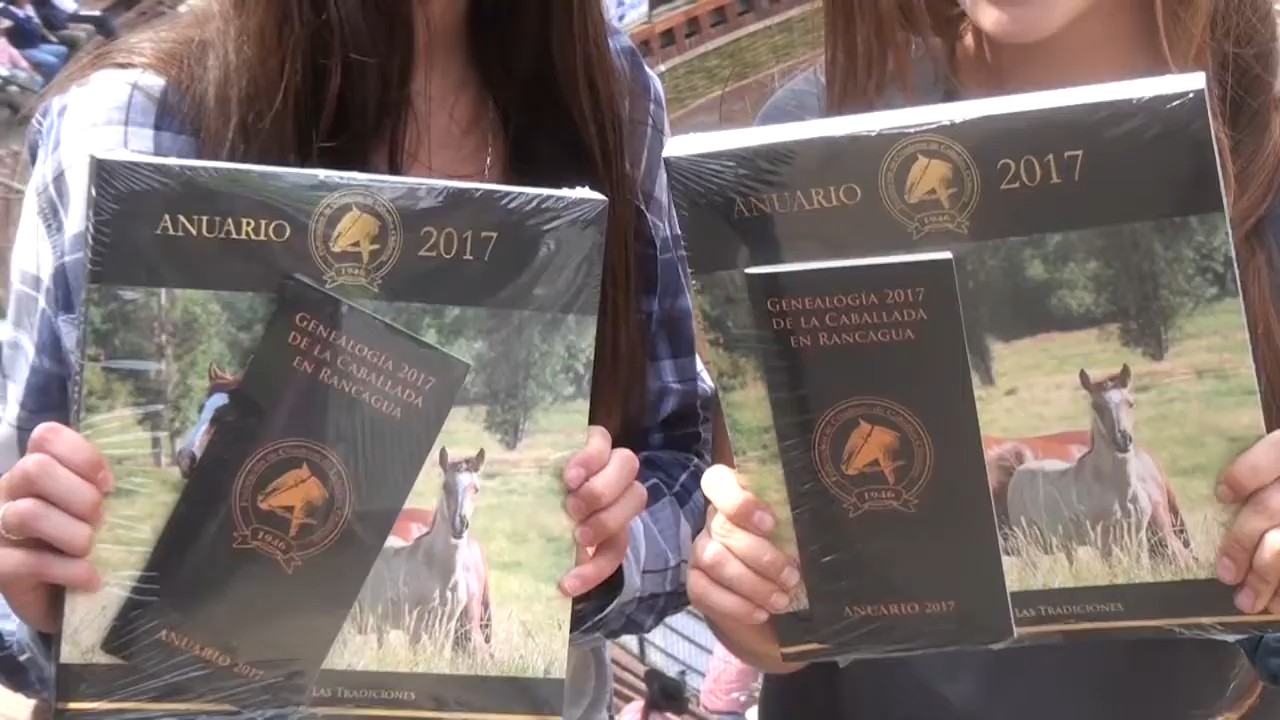 ANUARIO 2017
1946
GENEALOGÍA 2017
DE LA CABALLADA
EN RANCAGUA
1946
ANUARIO 2017
LAS TRADICIONES
ANUARIO 2017
1946
GENEALOGÍA 2017
DE LA CABALLADA
EN RANCAGUA
1946
ANUARIO 2017
LAS TRADICIONES